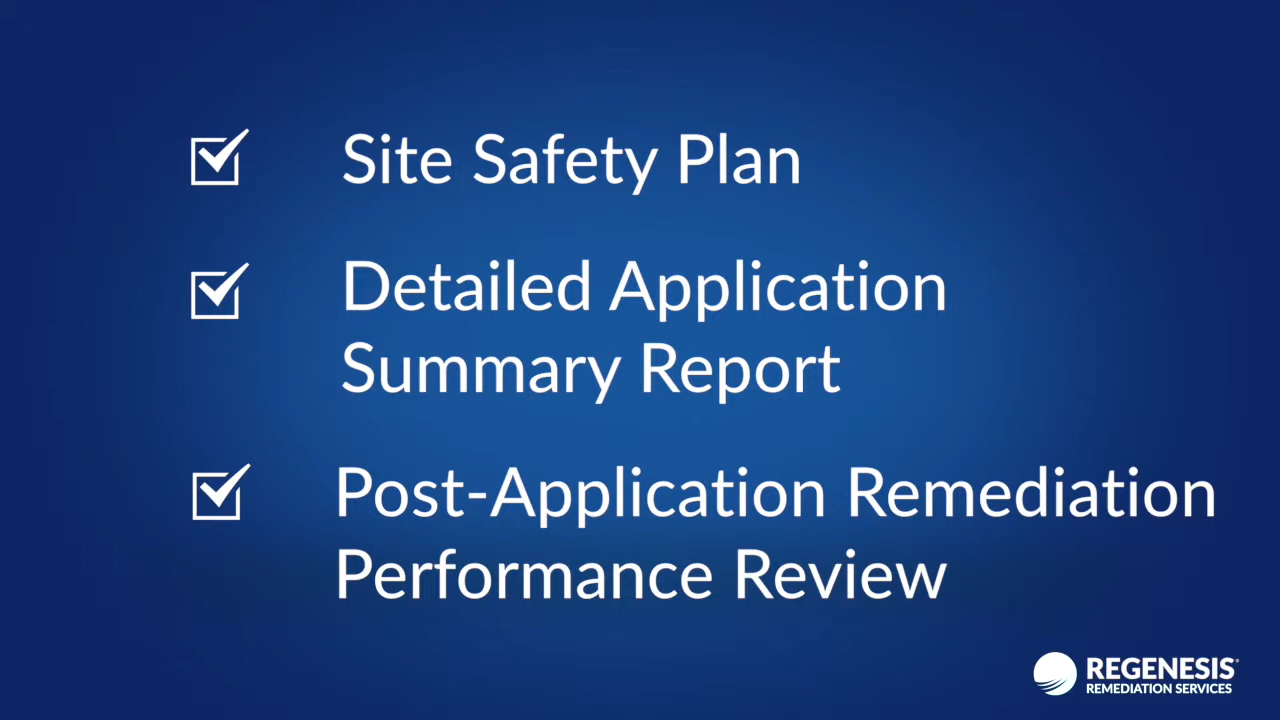 Site Safety Plan
Detailed Application
Summary Report
Post-Application Remediation
Performance Review
REGENESIS®
REMEDIATION SERVICES